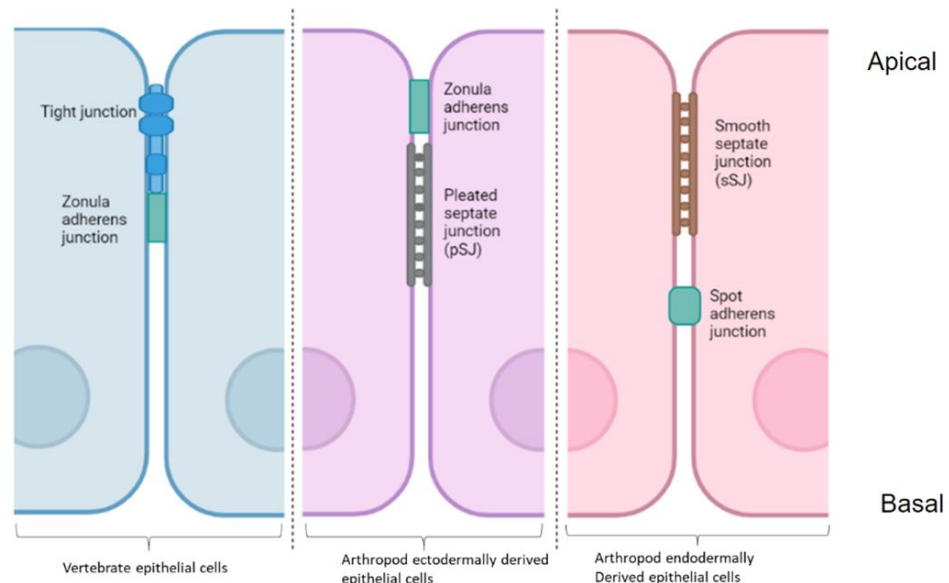 Apical
Tight junction
Zonula
adherens
junction
Zonula
adherens
junction
Pleated
septate
junction
(pSJ)
Smooth
septate
junction
(sSJ)
Spot
adherens
junction
Basal
Vertebrate epithelial cells
Arthropod ectodermally derived
epithelial cells
Arthropod endodermally
Derived epithelial cells